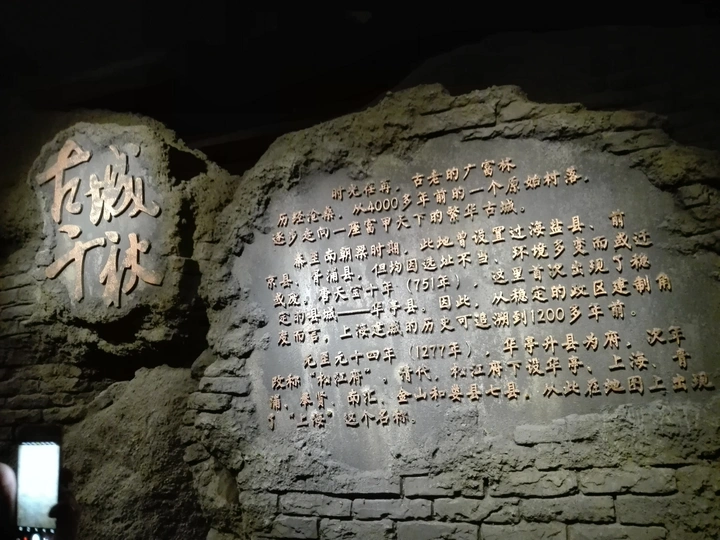 古城
千秋
时光荏苒，古老的广富林
历经沧桑，从4000多年前的一个原始村落，
逐步走向一座富甲天下的繁华古城。
秦至南朝梁时期，此地曾设置过海盐县、前
京县、胥浦县，但均因选址不当、环境多变而或迁
或废。唐天宝十年（751年），这里首次出现了稳
定的县城——华亭县，因此，从稳定的政区建制角
度而言，上海建城的历史可追溯到1200多年前。
元至元十四年（1277年），华亭升县为府，次年
改称“松江府”，清代，松江府下设华亭、上海、青
浦、奉贤、南汇、金山和娄县七县，从此在地图上出现
了“上海”这个名称。